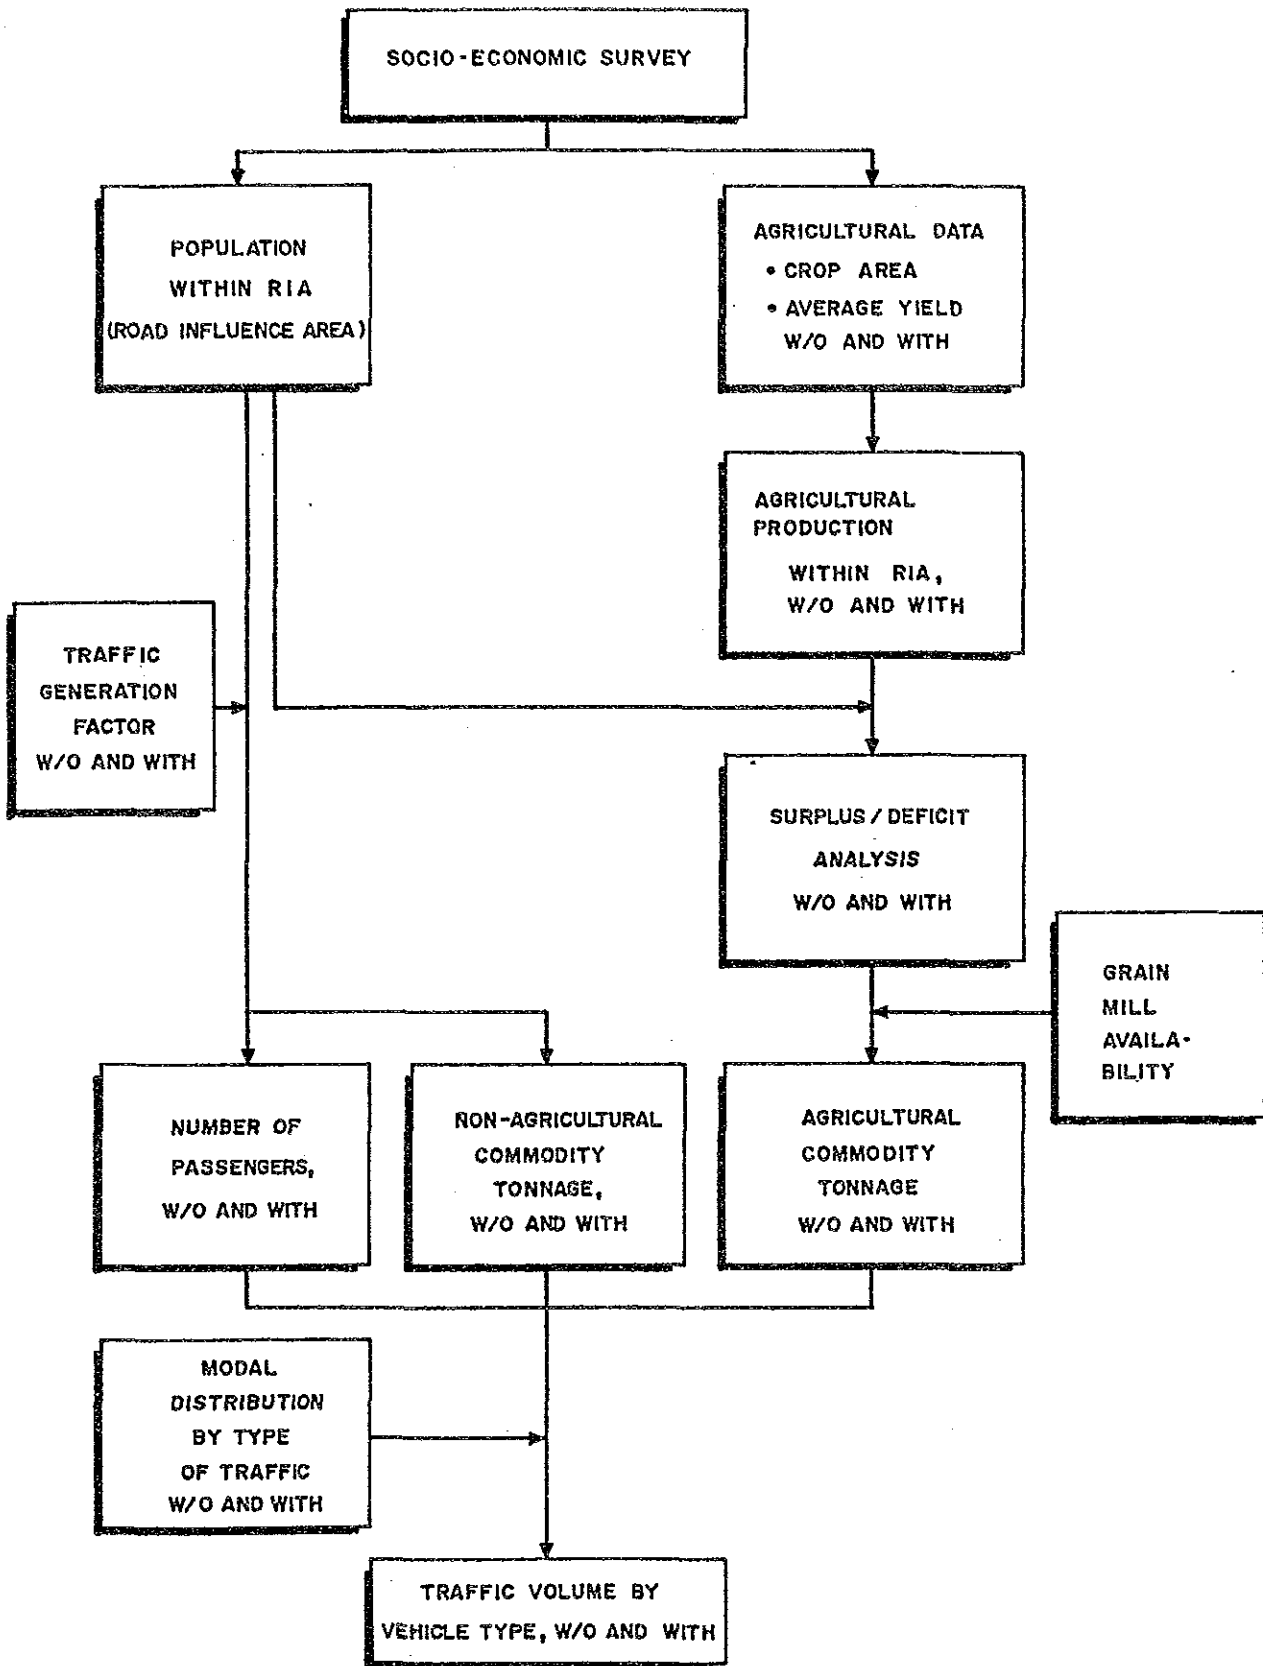 SOCIO-ECONOMIC SURVEY
POPULATION
WITHIN RIA
(ROAD INFLUENCE AREA)
AGRICULTURAL DATA
• CROP AREA
• AVERAGE YIELD
W/O AND WITH
AGRICULTURAL
PRODUCTION
WITHIN RIA,
W/O AND WITH
TRAFFIC
GENERATION
FACTOR
W/O AND WITH
SURPLUS/DEFICIT
ANALYSIS
W/O AND WITH
GRAIN
MILL
AVAILA-
BILITY
NUMBER OF
PASSENGERS,
W/O AND WITH
NON-AGRICULTURAL
COMMODITY
TONNAGE,
W/O AND WITH
AGRICULTURAL
COMMODITY
TONNAGE
W/O AND WITH
MODAL
DISTRIBUTION
BY TYPE
OF TRAFFIC
W/O AND WITH
TRAFFIC VOLUME BY
VEHICLE TYPE, W/O AND WITH